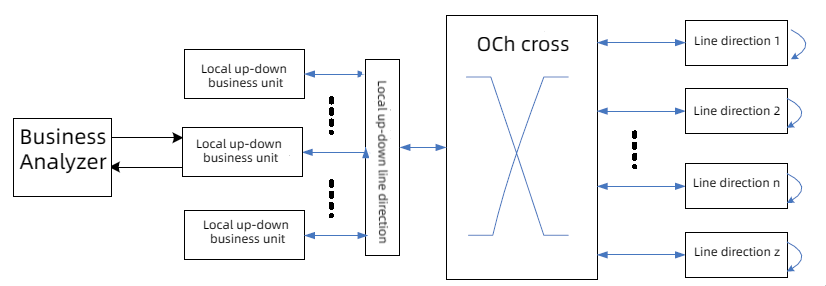 OCh cross
Line direction 1
Local up-down
business unit
Local up-down line direction
Line direction 2
Business
Analyzer
Local up-down
business unit
Line direction n
Local up-down
business unit
Line direction z